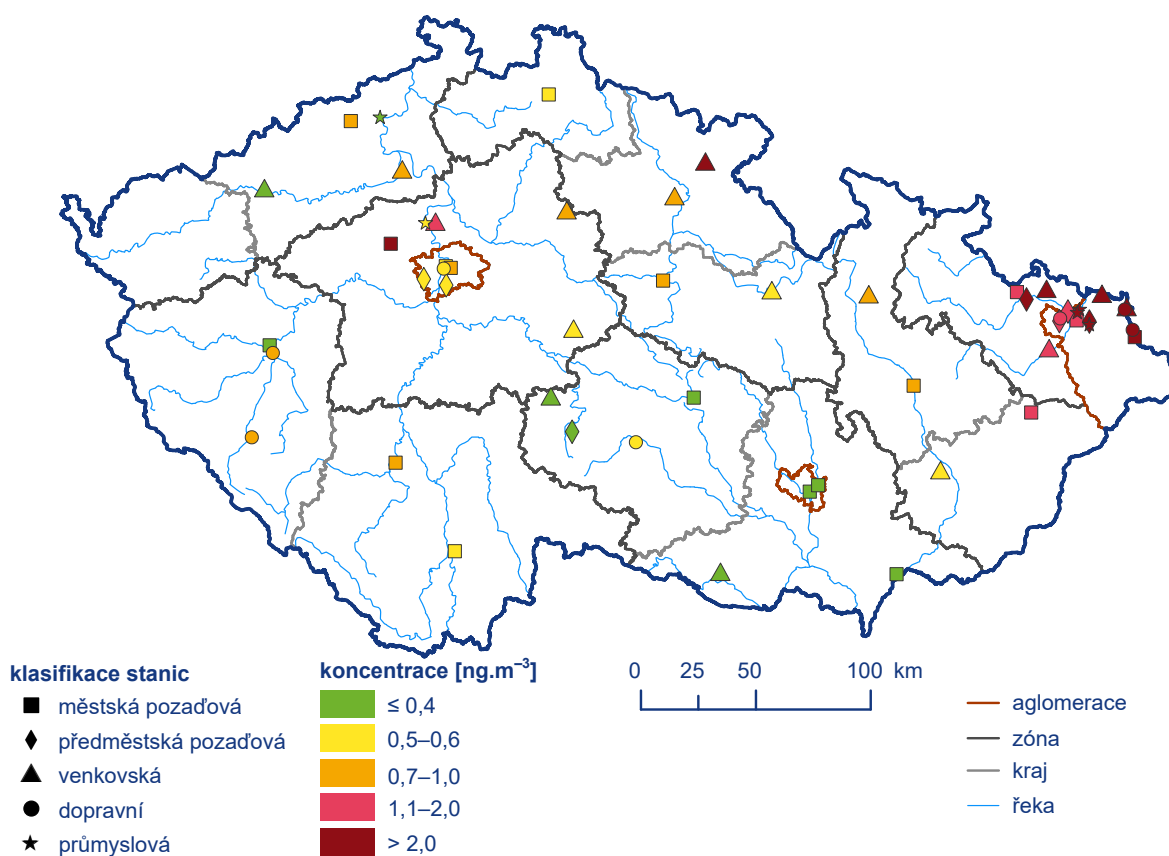 klasifikace stanic
městská pozaďová
předměstská pozaďová
venkovská
dopravní
průmyslová
koncentrace [ng.m⁻³]
≤ 0,4
0,5–0,6
0,7–1,0
1,1–2,0
> 2,0
0 25 50 100 km
aglomerace
zóna
kraj
řeka